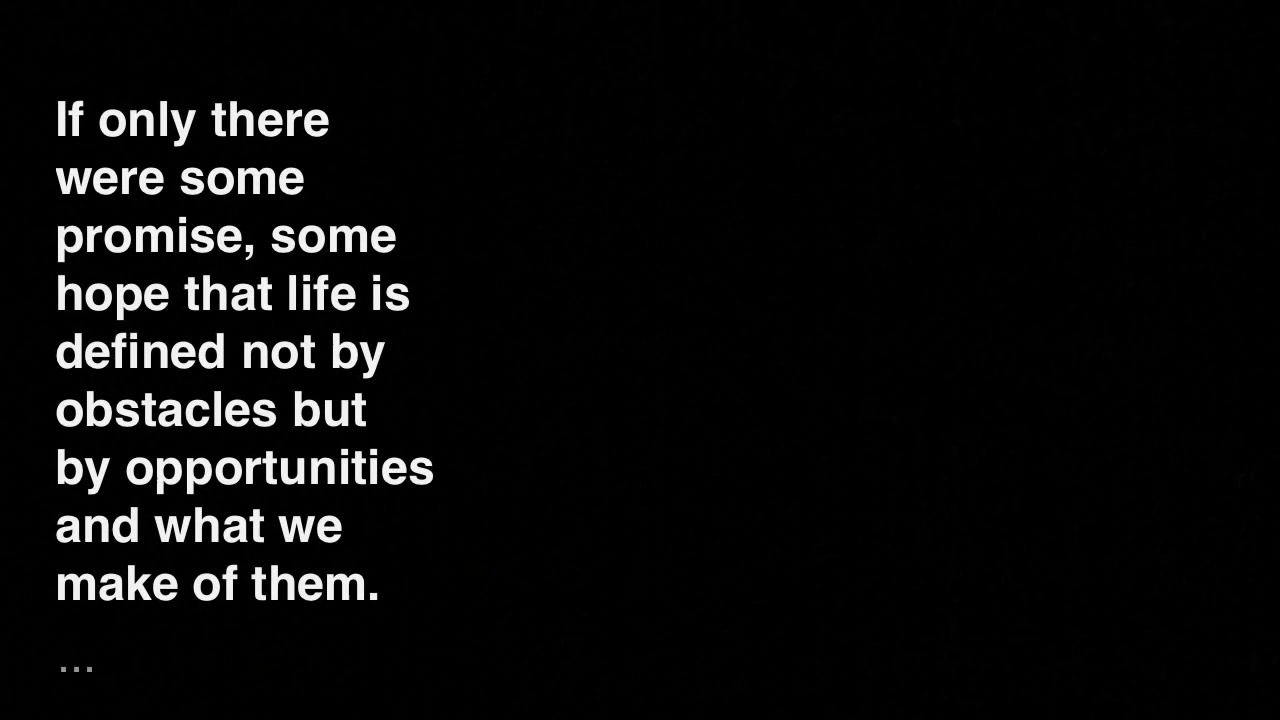 If only there
were some
promise, some
hope that life is
defined not by
obstacles but
by opportunities
and what we
make of them.
...